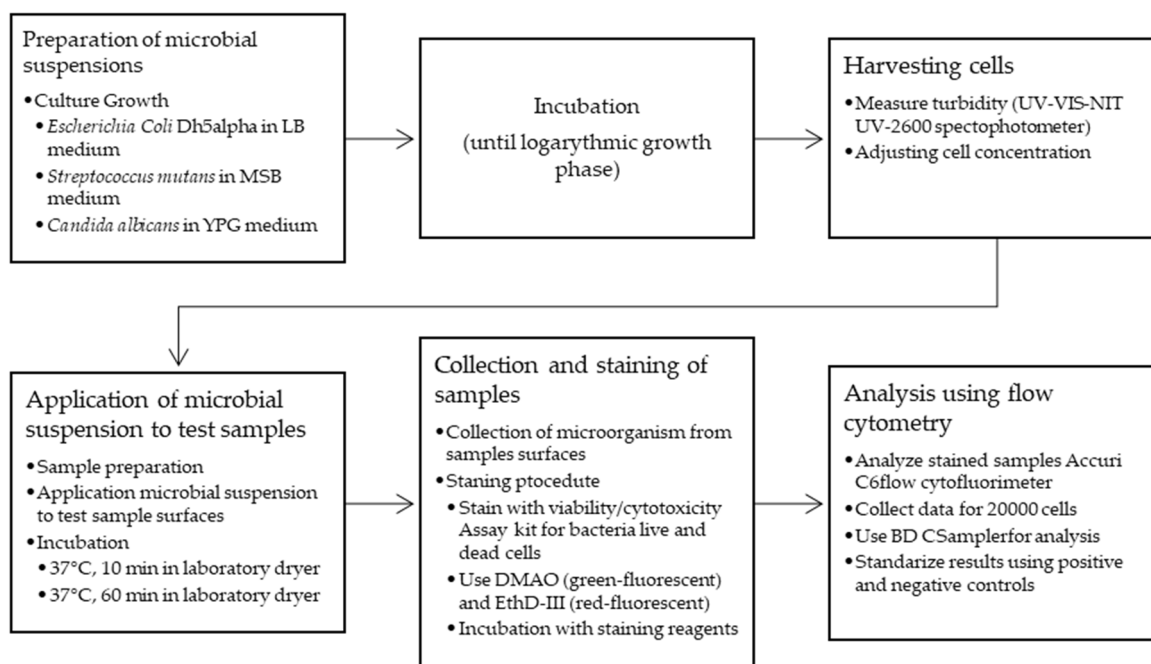 Preparation of microbial
suspensions
•Culture Growth
•Escherichia Coli Dh5alpha in LB
medium
•Streptococcus mutans in MSB
medium
•Candida albicans in YPG medium
Incubation
(until logarythmic growth
phase)
Harvesting cells
•Measure turbidity (UV-VIS-NIT
UV-2600 spectophotometer)
•Adjusting cell concentration
Application of microbial
suspension to test samples
•Sample preparation
•Application microbial suspension
to test sample surfaces
•Incubation
•37°C, 10 min in laboratory dryer
•37°C, 60 min in laboratory dryer
Collection and staining of
samples
•Collection of microorganism from
samples surfaces
•Staning ptocedute
•Stain with viability/cytotoxicity
Assay kit for bacteria live and
dead cells
•Use DMAO (green-fluorescent)
and EthD-III (red-fluorescent)
•Incubation with staining reagents
Analysis using flow
cytometry
•Analyze stained samples Accuri
C6flow cytofluorimeter
•Collect data for 20000 cells
•Use BD CSamplerfor analysis
•Standarize results using positive
and negative controls